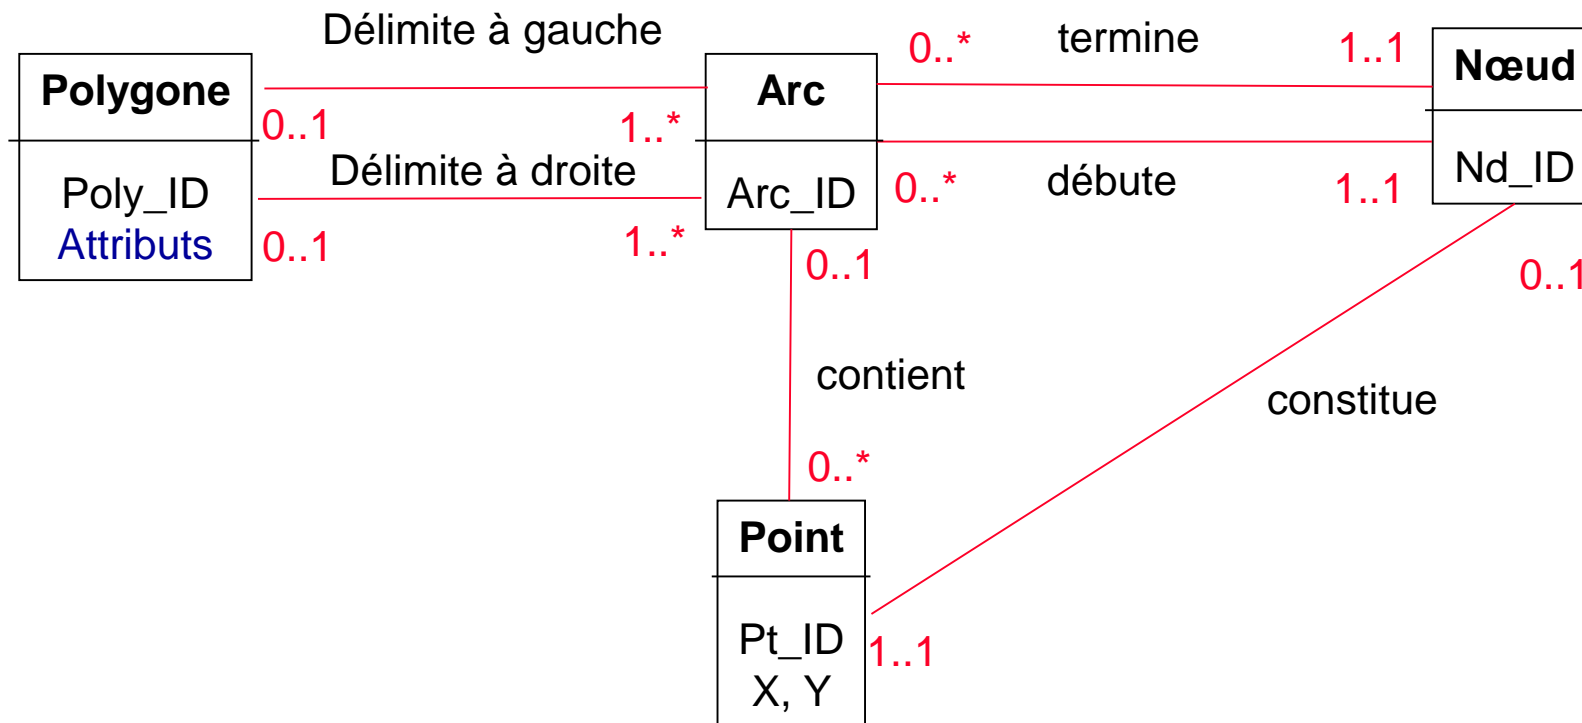 Délimite à gauche
0..* termine 1..1
Polygone
Arc
Nœud
0..1 1..*
Délimite à droite
Poly_ID
Attributs
Arc_ID
0..* débute 1..1
Nd_ID
0..1 1..*
0..1
0..1
contient
constitue
0..*
Point
Pt_ID
X, Y
1..1